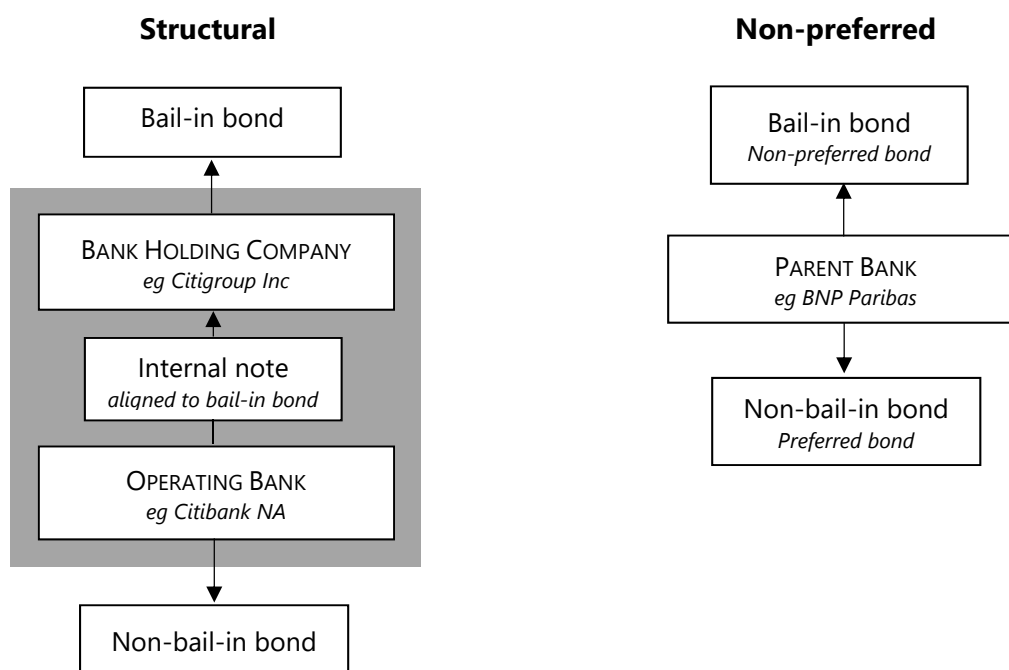 Structural
Bail-in bond
BANK HOLDING COMPANY
eg Citigroup Inc
Internal note
aligned to bail-in bond
OPERATING BANK
eg Citibank NA
Non-bail-in bond
Non-preferred
Bail-in bond
Non-preferred bond
PARENT BANK
eg BNP Paribas
Non-bail-in bond
Preferred bond